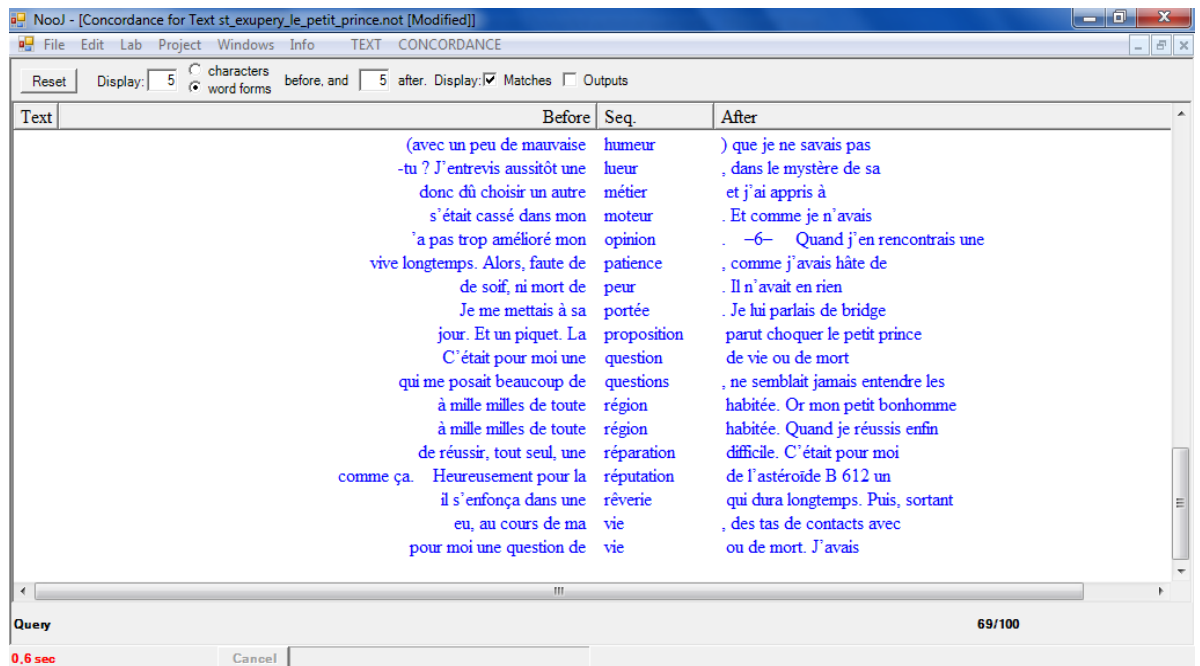 NooJ - [Concordance for Text st_exupery_le_petit_prince.not [Modified]]
File Edit Lab Project Windows Info TEXT CONCORDANCE
Reset Display: 5 characters word forms before, and 5 after. Display: Matches Outputs
Text Before Seq. After
(avec un peu de mauvaise humeur ) que je ne savais pas
-tu ? J’entrevis aussitôt une lueur , dans le mystère de sa
donc dû choisir un autre métier et j’ai appris à
s’était cassé dans mon moteur . Et comme je n’avais
’a pas trop amélioré mon opinion . –6– Quand j’en rencontrais une
vive longtemps. Alors, faute de patience , comme j’avais hâte de
de soif, ni mort de peur . Il n’avait en rien
Je me mettais à sa portée . Je lui parlais de bridge
jour. Et un piquet. La proposition parut choquer le petit prince
C’était pour moi une question de vie ou de mort
qui me posait beaucoup de questions , ne semblait jamais entendre les
à mille milles de toute région habitée. Or mon petit bonhomme
à mille milles de toute région habitée. Quand je réussis enfin
de réussir, tout seul, une réparation difficile. C’était pour moi
comme ça. Heureusement pour la réputation de l’astéroïde B 612 un
il s’enfonça dans une rêverie qui dura longtemps. Puis, sortant
eu, au cours de ma vie , des tas de contacts avec
pour moi une question de vie ou de mort. J’avais
Query 69/100
0,6 sec Cancel